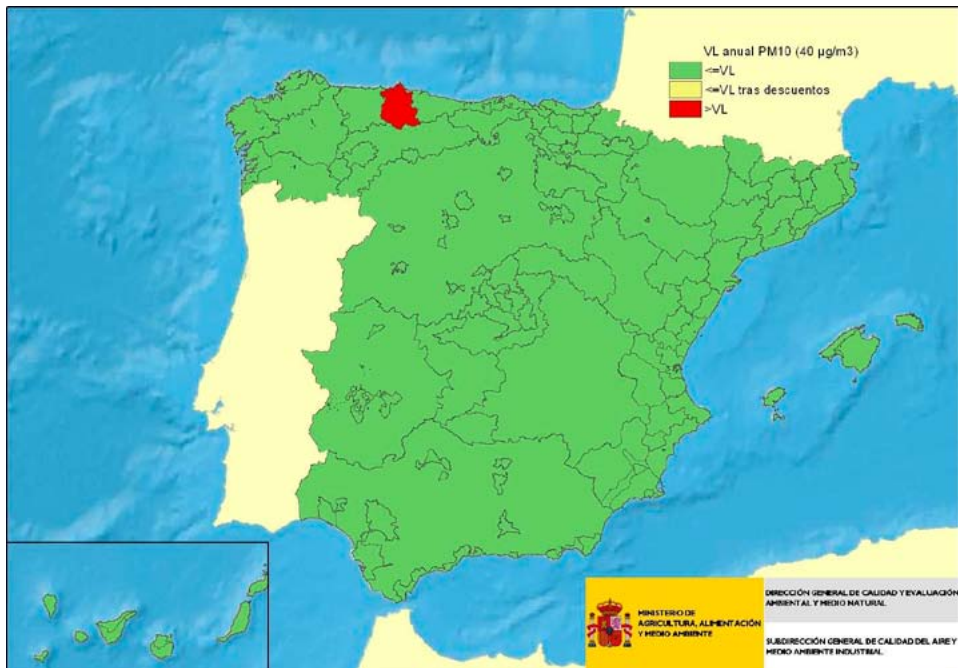 VL anual PM10 (40 µg/m3)
<=VL
<=VL tras descuentos
>VL
MINISTERIO DE
AGRICULTURA, ALIMENTACIÓN
Y MEDIO AMBIENTE
DIRECCIÓN GENERAL DE CALIDAD Y EVALUACIÓN
AMBIENTAL Y MEDIO NATURAL
SUBDIRECCIÓN GENERAL DE CALIDAD DEL AIRE Y
MEDIO AMBIENTE INDUSTRIAL